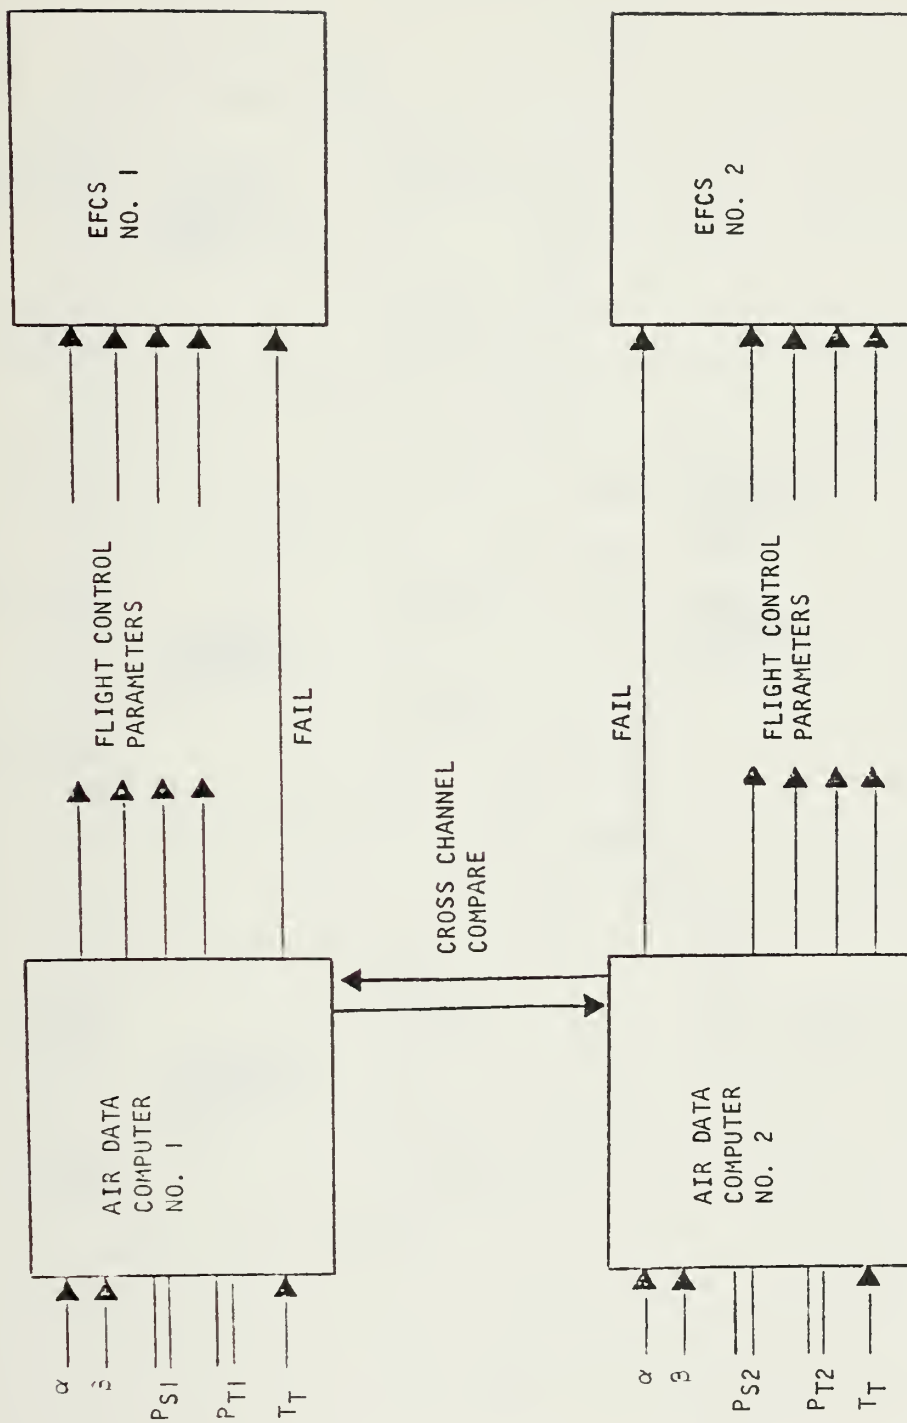 α
β
PS1
PT1
TT
AIR DATA
COMPUTER
NO. 1
FLIGHT CONTROL
PARAMETERS
FAIL
EFCS
NO. 1
CROSS CHANNEL
COMPARE
α
β
PS2
PT2
TT
AIR DATA
COMPUTER
NO. 2
FAIL
FLIGHT CONTROL
PARAMETERS
EFCS
NO. 2